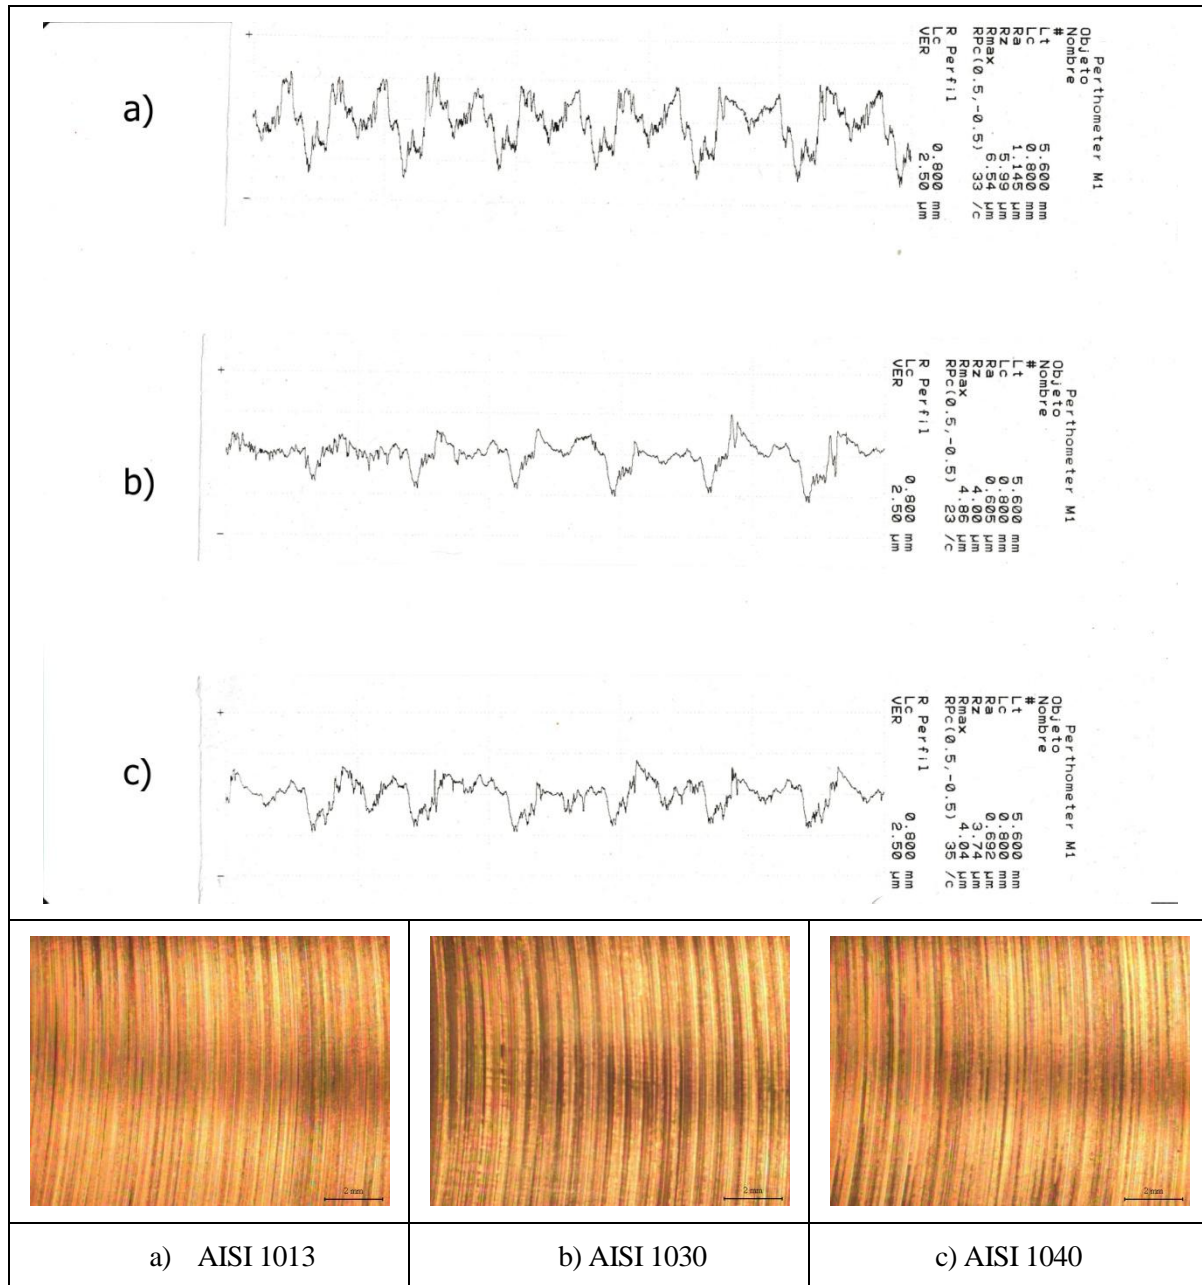 a)
+
-
Perthometer M1
Objeto
Nombre
#
Lt 5.600 mm
Lc 0.800 mm
Ra 1.145 µm
Rz 5.99 µm
Rmax 6.54 µm
RPc(0.5,-0.5) 33 /c
R Perfil
Lc 0.800 mm
VER 2.50 µm
b)
+
-
Perthometer M1
Objeto
Nombre
#
Lt 5.600 mm
Lc 0.800 mm
Ra 0.605 µm
Rz 4.00 µm
Rmax 4.86 µm
RPc(0.5,-0.5) 23 /c
R Perfil
Lc 0.800 mm
VER 2.50 µm
c)
+
-
Perthometer M1
Objeto
Nombre
#
Lt 5.600 mm
Lc 0.800 mm
Ra 0.692 µm
Rz 3.74 µm
Rmax 4.04 µm
RPc(0.5,-0.5) 35 /c
R Perfil
Lc 0.800 mm
VER 2.50 µm
2 mm
2 mm
2 mm
a) AISI 1013
b) AISI 1030
c) AISI 1040